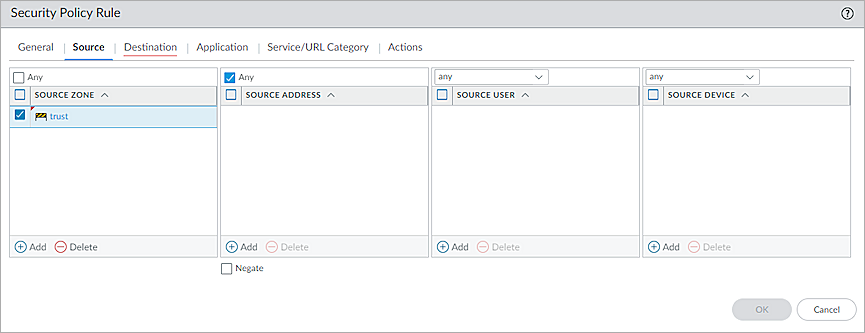 Security Policy Rule
General | Source | Destination | Application | Service/URL Category | Actions
Any Any any any
SOURCE ZONE SOURCE ADDRESS SOURCE USER SOURCE DEVICE
trust
Add Delete Add Delete Add Delete Add Delete
Negate
OK Cancel